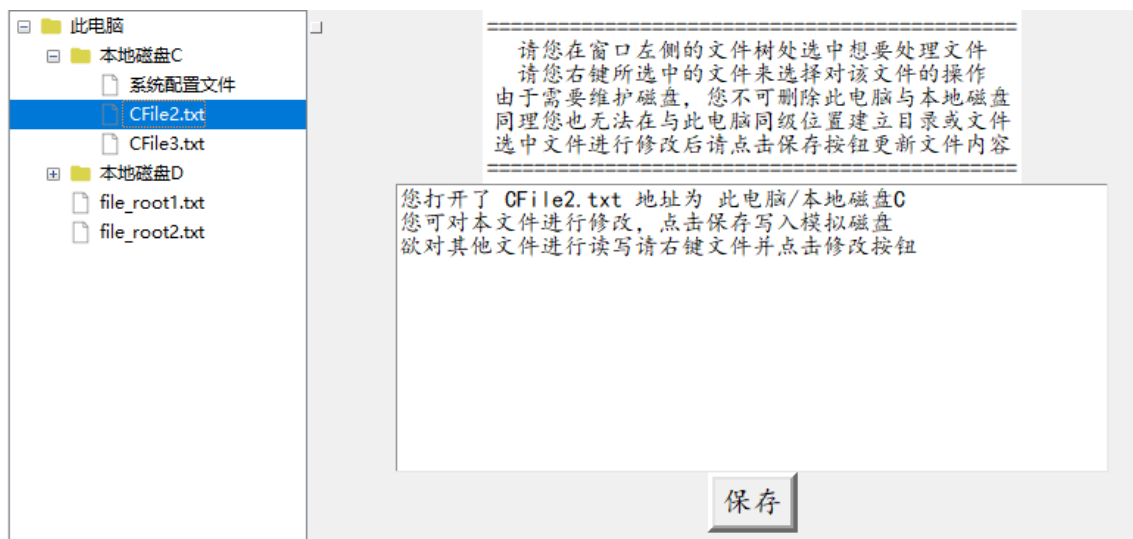 此电脑
本地磁盘C
系统配置文件
CFile2.txt
CFile3.txt
本地磁盘D
file_root1.txt
file_root2.txt
=============================================
请您在窗口左侧的文件树处选中想要处理文件
请您右键所选中的文件来选择对该文件的操作
由于需要维护磁盘，您不可删除此电脑与本地磁盘
同理您也无法在与此电脑同级位置建立目录或文件
选中文件进行修改后请点击保存按钮更新文件内容
=============================================
您打开了 CFile2.txt 地址为 此电脑/本地磁盘C
您可对本文件进行修改，点击保存写入模拟磁盘
欲对其他文件进行读写请右键文件并点击修改按钮
保存